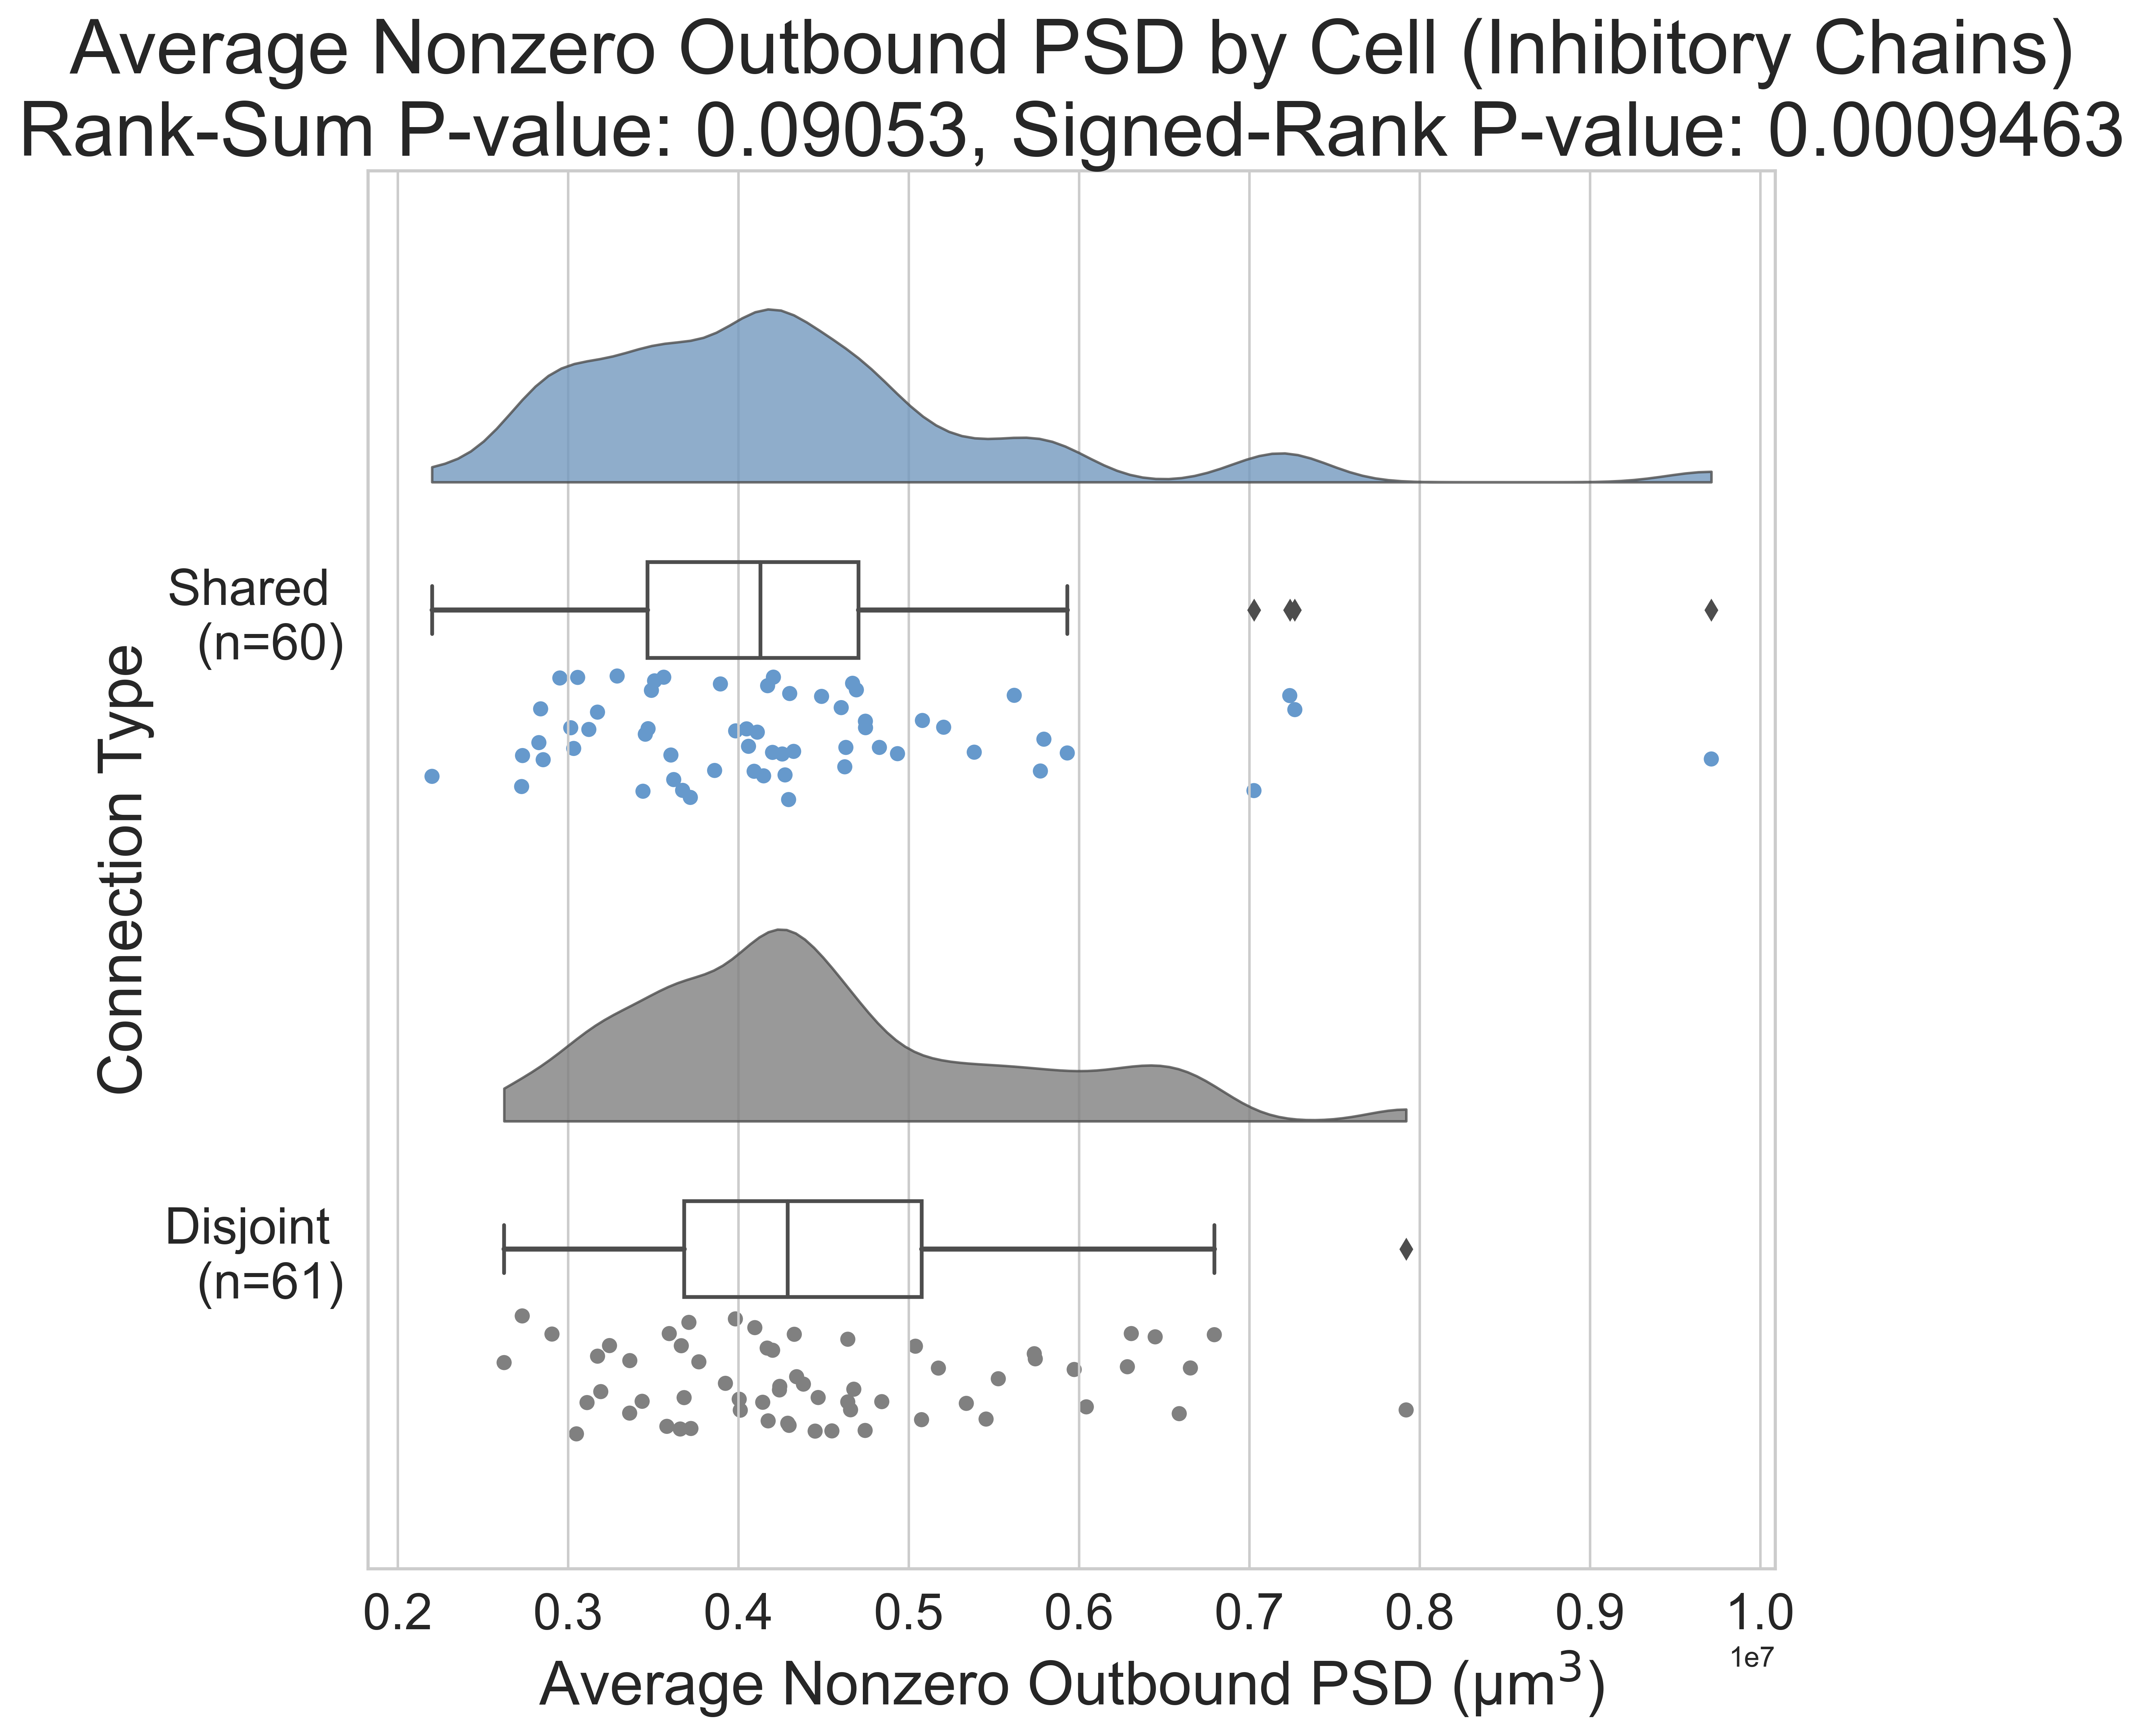 Average Nonzero Outbound PSD by Cell (Inhibitory Chains)
Rank-Sum P-value: 0.09053, Signed-Rank P-value: 0.0009463
Connection Type
Shared
(n=60)
Disjoint
(n=61)
0.2 0.3 0.4 0.5 0.6 0.7 0.8 0.9 1.0
1e7
Average Nonzero Outbound PSD (μm³)